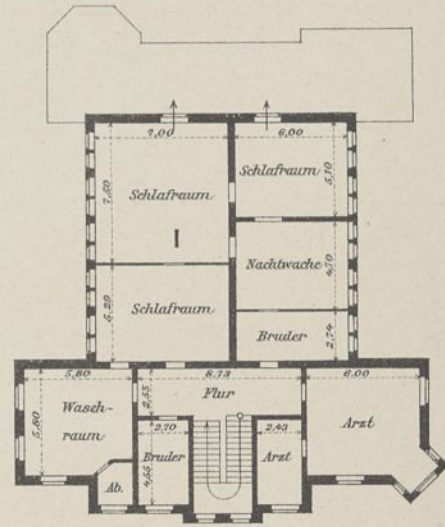 7,00
6,00
Schlafraum
5,10
7,50
Schlafraum
I
Nachtwache
4,70
5,29
Schlafraum
Bruder
2,74
5,80
8,73
6,00
2,55
Flur
5,80
Wasch-
raum
Arzt
2,70
2,43
Bruder
Arzt
4,55
Ab.